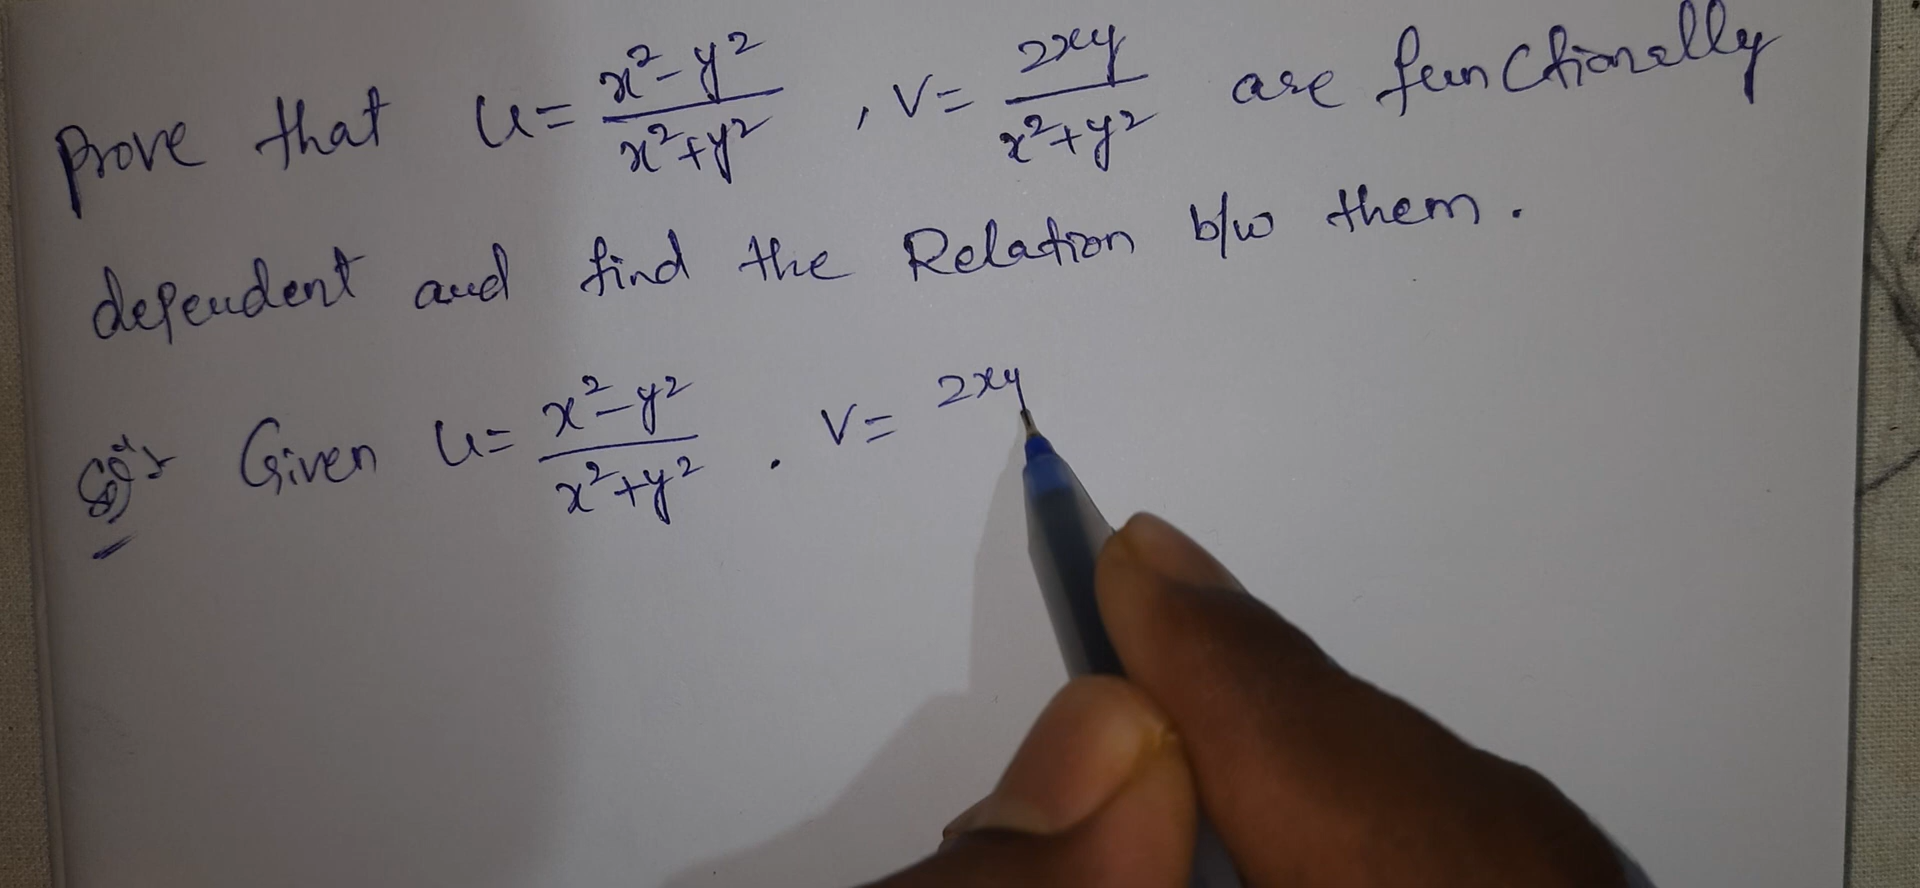 Prove that u = x²-y² / x²+y² , v = 2xy / x²+y² are functionally
dependent and find the Relation b/w them.
Solⁿ: Given u = x²-y² / x²+y² . v = 2xy